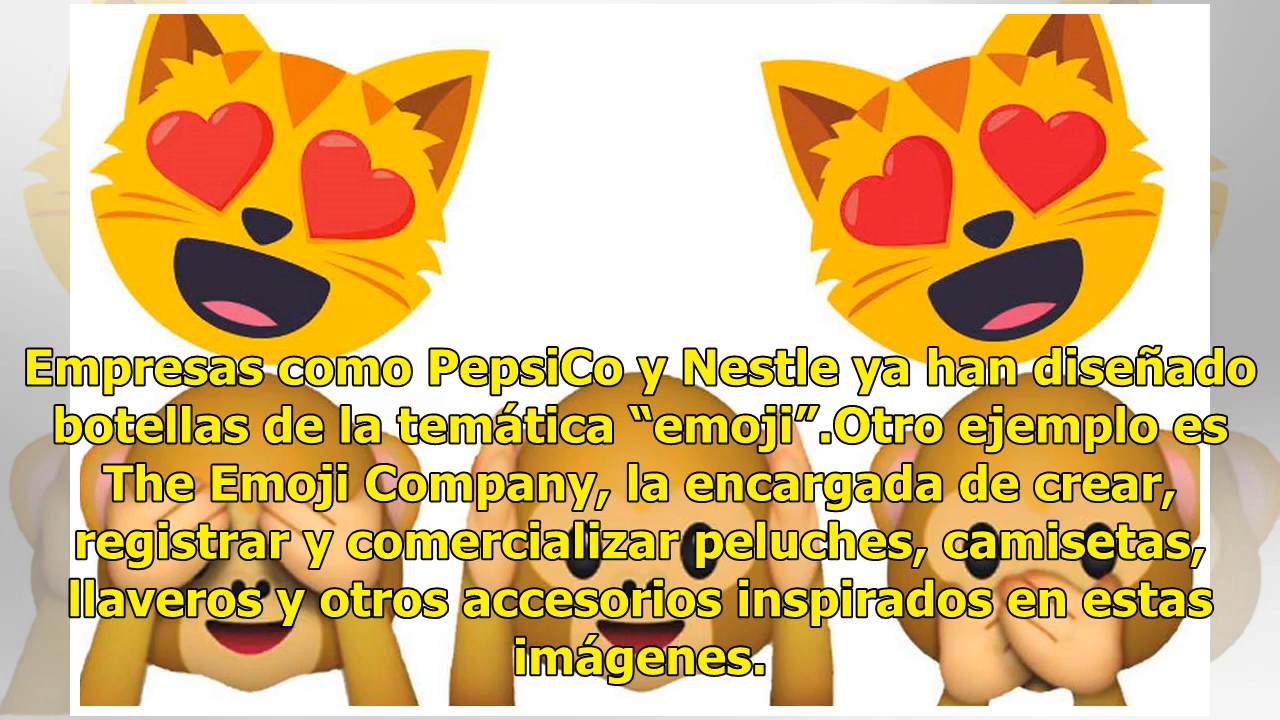 Empresas como PepsiCo y Nestle ya han diseñado
botellas de la temática “emoji”.Otro ejemplo es
The Emoji Company, la encargada de crear,
registrar y comercializar peluches, camisetas,
llaveros y otros accesorios inspirados en estas
imágenes.